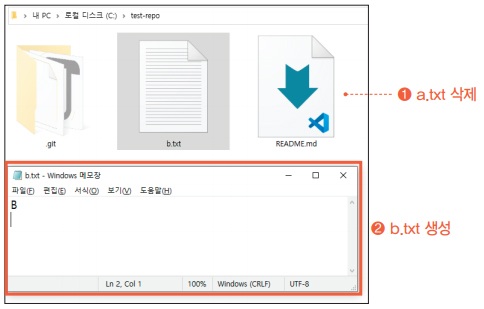 > 내 PC > 로컬 디스크 (C:) > test-repo
.git
b.txt
README.md
❶ a.txt 삭제
b.txt - Windows 메모장
파일(F) 편집(E) 서식(O) 보기(V) 도움말(H)
B
❷ b.txt 생성
Ln 2, Col 1 100% Windows (CRLF) UTF-8